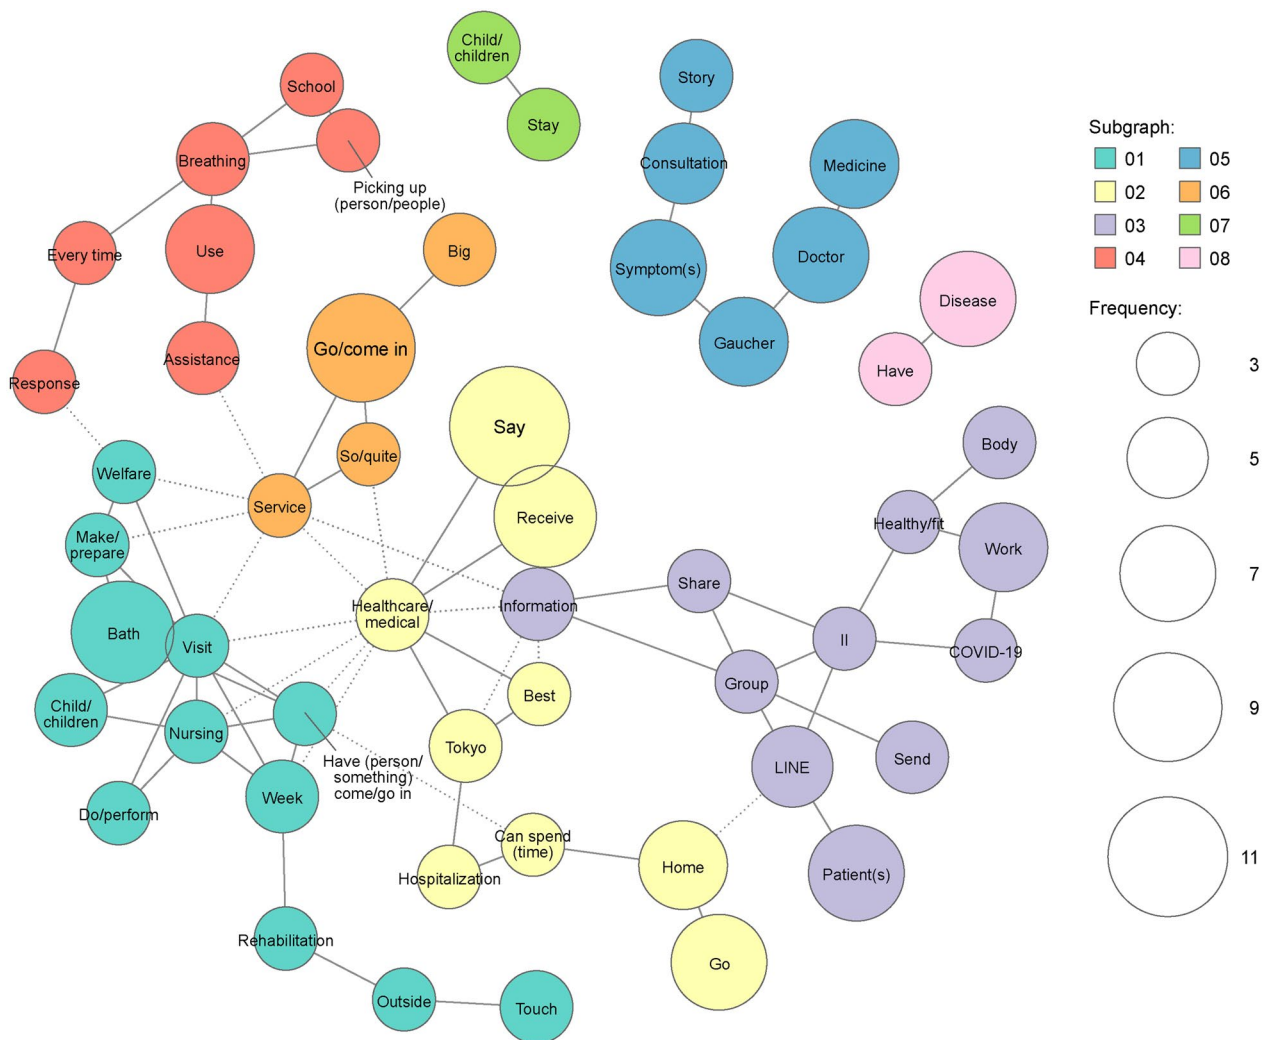 Child/
children
Stay
School
Breathing
Picking up
(person/people)
Every time
Use
Response
Assistance
Big
Go/come in
So/quite
Service
Story
Consultation
Medicine
Symptom(s)
Doctor
Gaucher
Disease
Have
Say
Receive
Healthcare/
medical
Information
Best
Tokyo
Hospitalization
Can spend
(time)
Home
Go
Welfare
Make/
prepare
Bath
Visit
Child/
children
Nursing
Have (person/
something)
come/go in
Do/perform
Week
Rehabilitation
Outside
Touch
Body
Healthy/fit
Work
Share
II
COVID-19
Group
LINE
Send
Patient(s)
Subgraph:
01
02
03
04
05
06
07
08
Frequency:
3
5
7
9
11